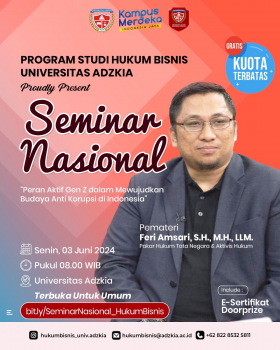 Kampus
Merdeka
INDONESIA JAYA
PROGRAM STUDI HUKUM BISNIS
UNIVERSITAS ADZKIA
Proudly Present
GRATIS
KUOTA
TERBATAS
Seminar
Nasional
"Peran Aktif Gen Z dalam Mewujudkan
Budaya Anti Korupsi di Indonesia"
Pemateri
Feri Amsari, S.H., M.H., LL.M.
Pakar Hukum Tata Negara & Aktivis Hukum
Senin, 03 Juni 2024
Pukul 08.00 WIB
Universitas Adzkia
Terbuka Untuk Umum
bit.ly/SeminarNasional_HukumBisnis
Include :
E-Sertifikat
Doorprize
hukumbisnis_univ.adzkia
hukumbisnis@adzkia.ac.id
+62 822 8532 5811